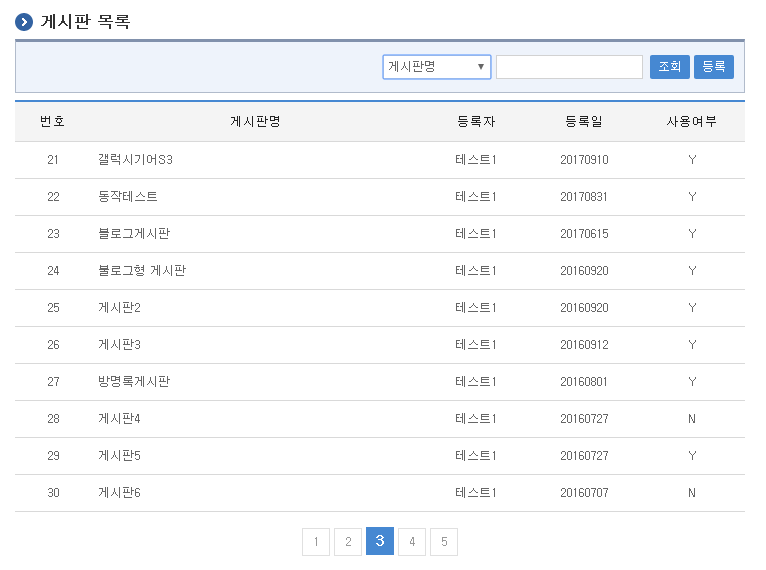 게시판 목록
게시판명 조회 등록
번호 게시판명 등록자 등록일 사용여부
21 갤럭시기어S3 테스트1 20170910 Y
22 동작테스트 테스트1 20170831 Y
23 블로그게시판 테스트1 20170615 Y
24 불로그형 게시판 테스트1 20160920 Y
25 게시판2 테스트1 20160920 Y
26 게시판3 테스트1 20160912 Y
27 방명록게시판 테스트1 20160801 Y
28 게시판4 테스트1 20160727 N
29 게시판5 테스트1 20160727 Y
30 게시판6 테스트1 20160707 N
1 2 3 4 5